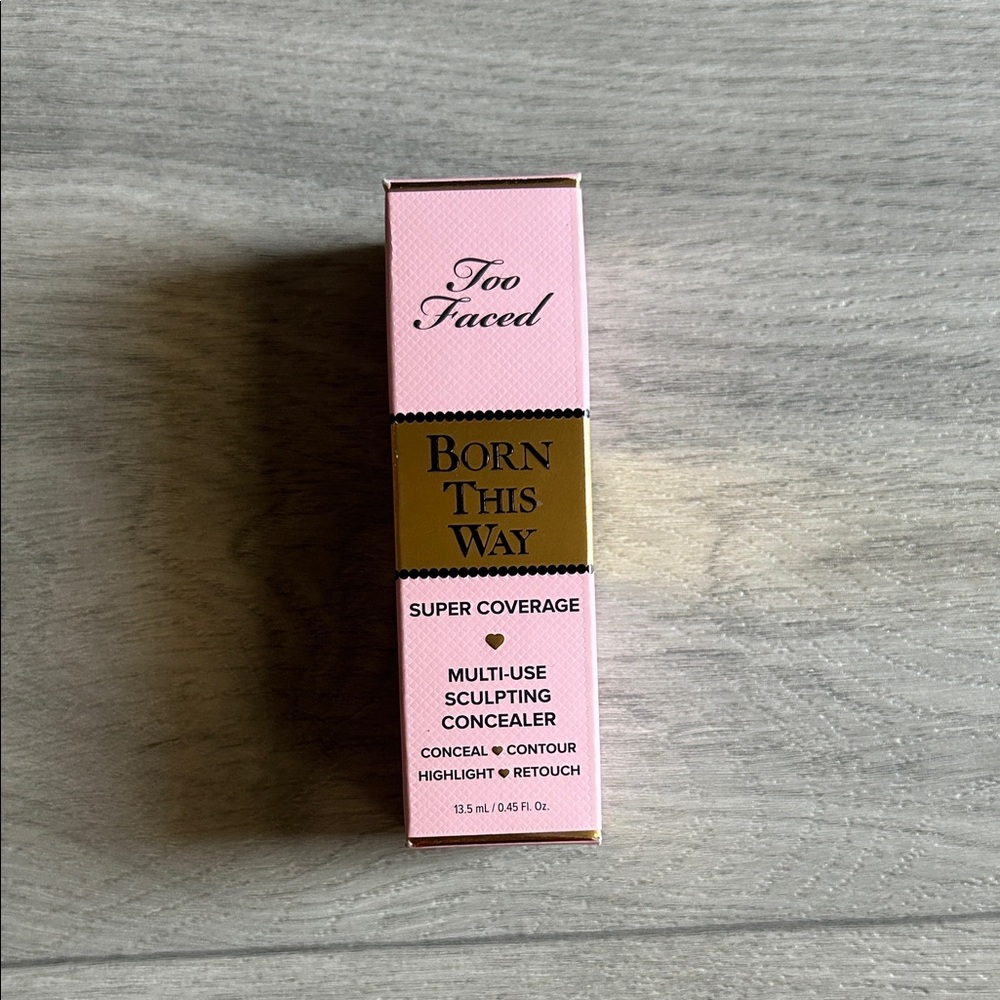 Too
Faced
BORN
THIS
WAY
SUPER COVERAGE
MULTI-USE
SCULPTING
CONCEALER
CONCEAL CONTOUR
HIGHLIGHT RETOUCH
13.5 mL / 0.45 Fl. Oz.